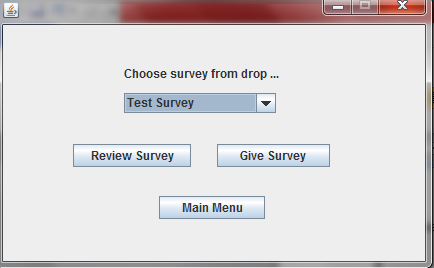 Choose survey from drop ...
Test Survey
Review Survey Give Survey
Main Menu